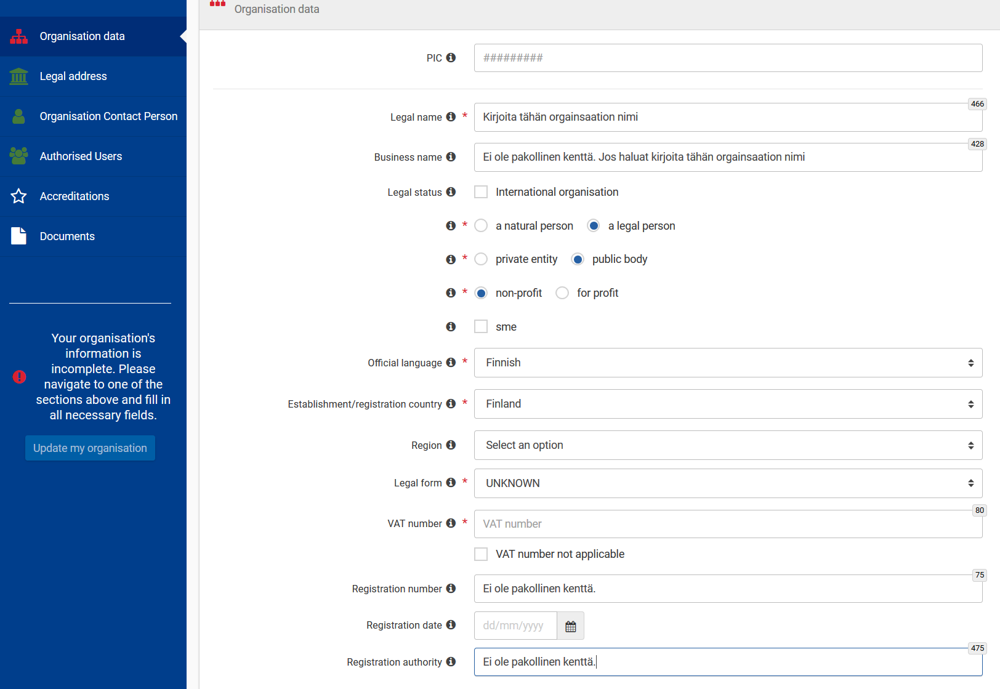 Organisation data
Organisation data
Legal address
Organisation Contact Person
Authorised Users
Accreditations
Documents
Your organisation's
information is
incomplete. Please
navigate to one of the
sections above and fill in
all necessary fields.
Update my organisation
PIC #########
466
Legal name * Kirjoita tähän orgainsaation nimi
428
Business name Ei ole pakollinen kenttä. Jos haluat kirjoita tähän orgainsaation nimi
Legal status International organisation
* a natural person a legal person
* private entity public body
* non-profit for profit
sme
Official language * Finnish
Establishment/registration country * Finland
Region Select an option
Legal form * UNKNOWN
80
VAT number * VAT number
VAT number not applicable
75
Registration number Ei ole pakollinen kenttä.
Registration date dd/mm/yyyy
475
Registration authority Ei ole pakollinen kenttä.